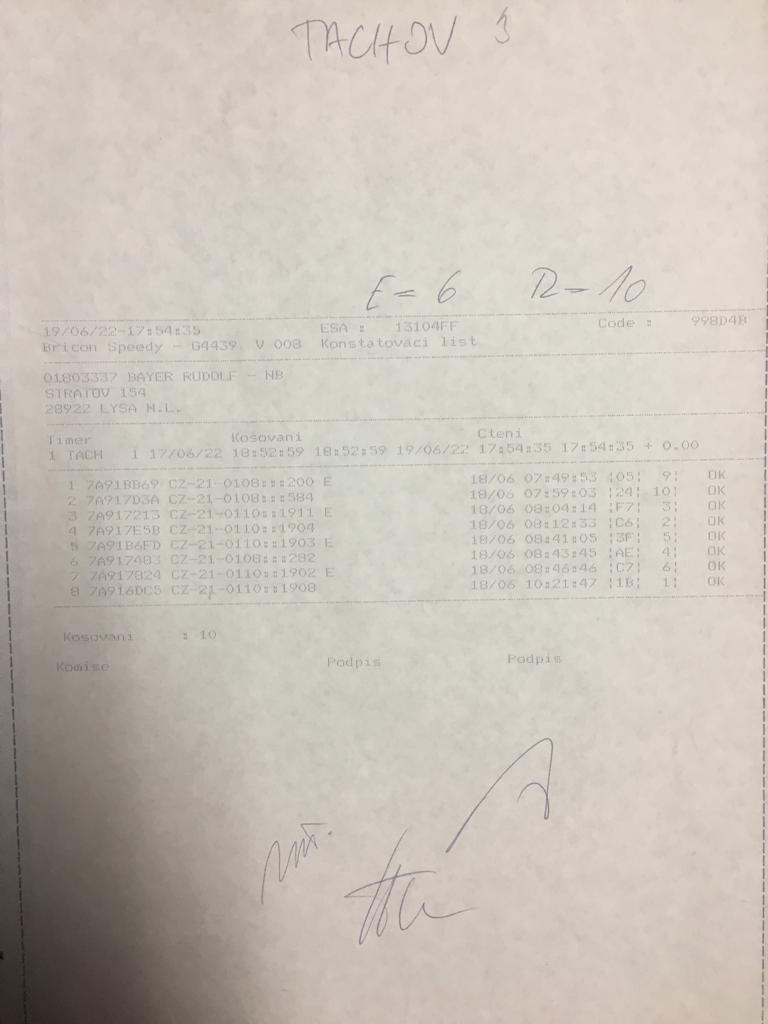 TACHOV 3
E = 6 R = 10
19/06/22-17:54:35 ESA : 13104FF Code : 998D4B
Bricon Speedy - G4439 V 008 Konstatovaci list
01803337 BAYER RUDOLF - NB
STRATOV 154
28922 LYSA N.L.
Timer Kosovani Cteni
1 TACH I 17/06/22 18:52:59 18:52:59 19/06/22 17:54:35 17:54:35 + 0.00
1 7A91BB69 CZ-21-0108:::200 E 18/06 07:49:53 ¦05¦ 9¦ OK
2 7A917D3A CZ-21-0108:::584 18/06 07:59:03 ¦24¦ 10¦ OK
3 7A917213 CZ-21-0110::1911 E 18/06 08:04:14 ¦F7¦ 3¦ OK
4 7A917E5B CZ-21-0110::1904 18/06 08:12:33 ¦C6¦ 2¦ OK
5 7A91B6FD CZ-21-0110::1903 E 18/06 08:41:05 ¦3F¦ 5¦ OK
6 7A917483 CZ-21-0108:::282 18/06 08:43:45 ¦AE¦ 4¦ OK
7 7A917824 CZ-21-0110::1902 E 18/06 08:46:46 ¦C7¦ 6¦ OK
8 7A916DC5 CZ-21-0110::1908 18/06 10:21:47 ¦1B¦ 1¦ OK
Kosovani : 10
Komise Podpis Podpis